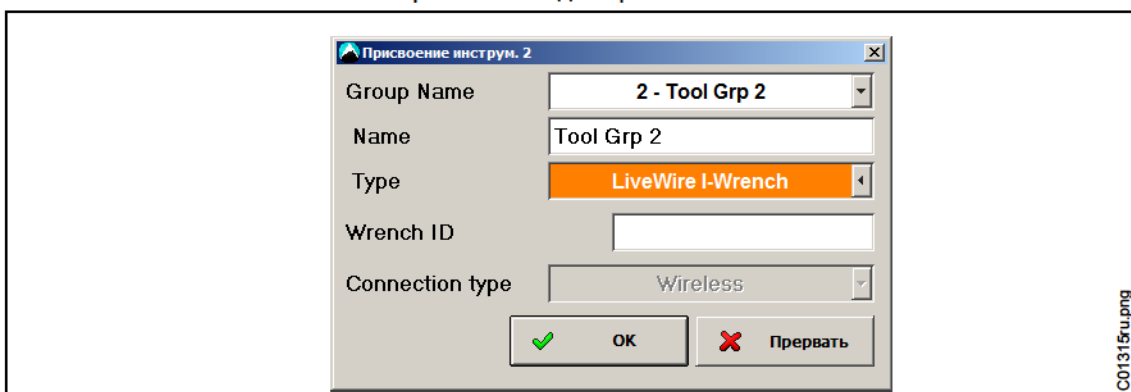 Присвоение инструм. 2
Group Name 2 - Tool Grp 2
Name Tool Grp 2
Type LiveWire I-Wrench
Wrench ID
Connection type Wireless
OK Прервать
C01315ru.png